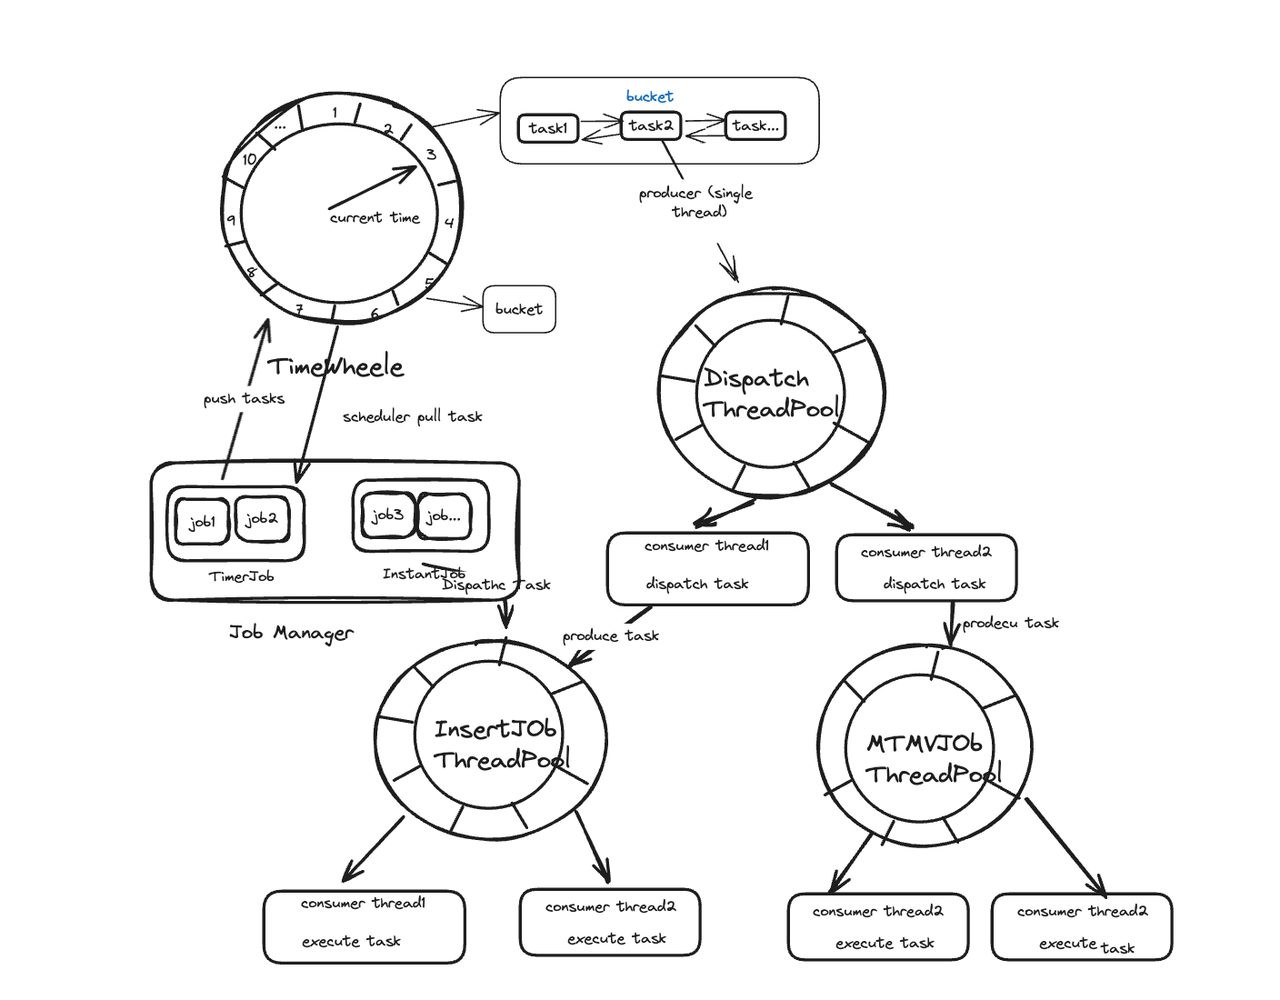 bucket
task1
task2
task...
producer (single
thread)
...
1
2
3
4
5
6
7
8
9
10
current time
bucket
TimeWheele
push tasks
scheduler pull task
Dispatch
ThreadPool
job1
job2
TimerJob
job3
job...
InstantJob
Dispathc Task
Job Manager
consumer thread1
dispatch task
consumer thread2
dispatch task
produce task
prodecu task
InsertJOb
ThreadPool
MTMVJOb
ThreadPool
consumer thread1
execute task
consumer thread2
execute task
consumer thread2
execute task
consumer thread2
execute task